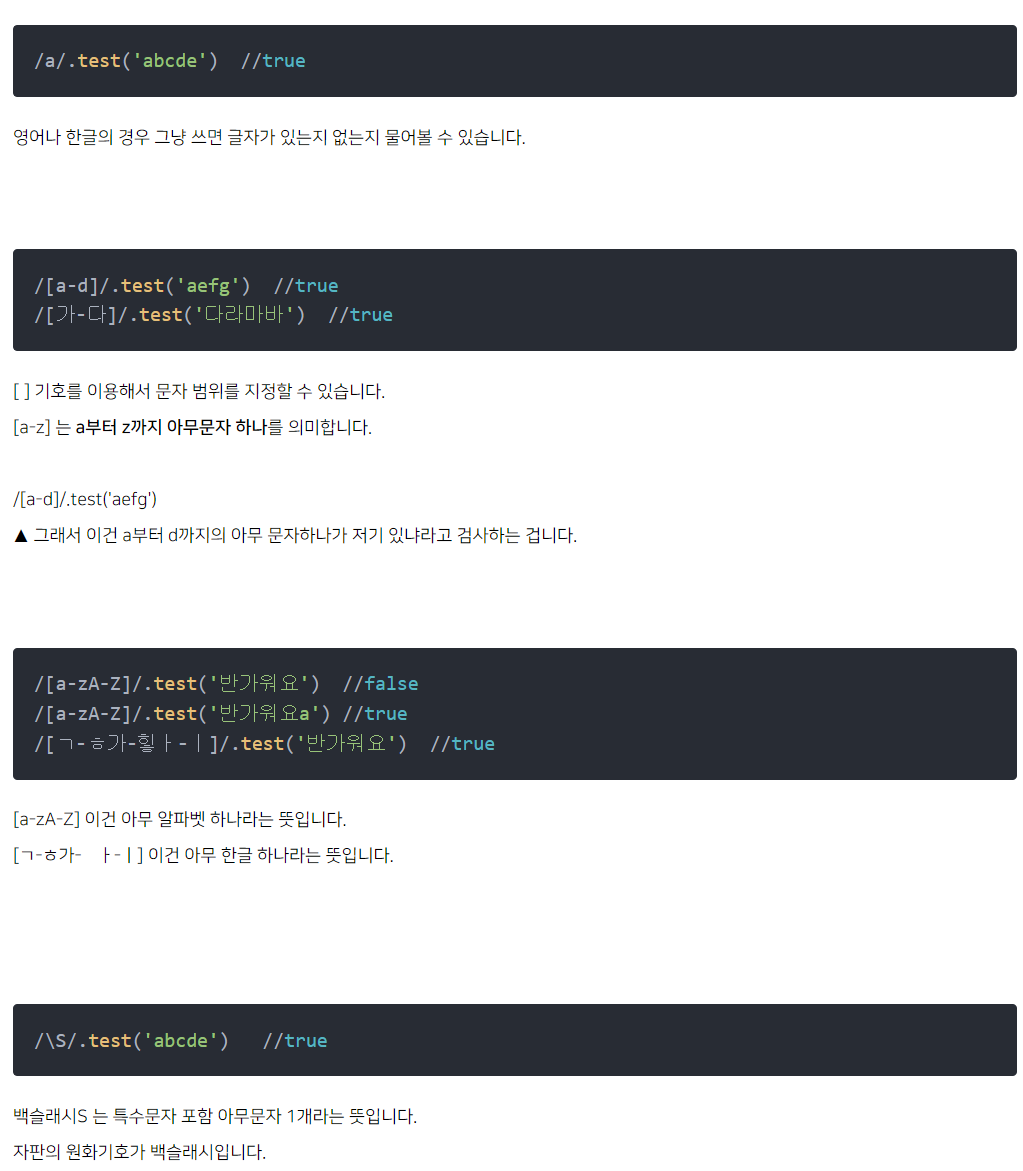 /a/.test('abcde')  //true
영어나 한글의 경우 그냥 쓰면 글자가 있는지 없는지 물어볼 수 있습니다.
/[a-d]/.test('aefg')  //true
/[가-다]/.test('다라마바')  //true
[ ] 기호를 이용해서 문자 범위를 지정할 수 있습니다.
[a-z] 는 a부터 z까지 아무문자 하나를 의미합니다.
/[a-d]/.test('aefg')
▲ 그래서 이건 a부터 d까지의 아무 문자하나가 저기 있냐라고 검사하는 겁니다.
/[a-zA-Z]/.test('반가워요')  //false
/[a-zA-Z]/.test('반가워요a') //true
/[ㄱ-ㅎ가-힣ㅏ-ㅣ]/.test('반가워요')  //true
[a-zA-Z] 이건 아무 알파벳 하나라는 뜻입니다.
[ㄱ-ㅎ가-  ㅏ-ㅣ] 이건 아무 한글 하나라는 뜻입니다.
/\S/.test('abcde')   //true
백슬래시S 는 특수문자 포함 아무문자 1개라는 뜻입니다.
자판의 원화기호가 백슬래시입니다.